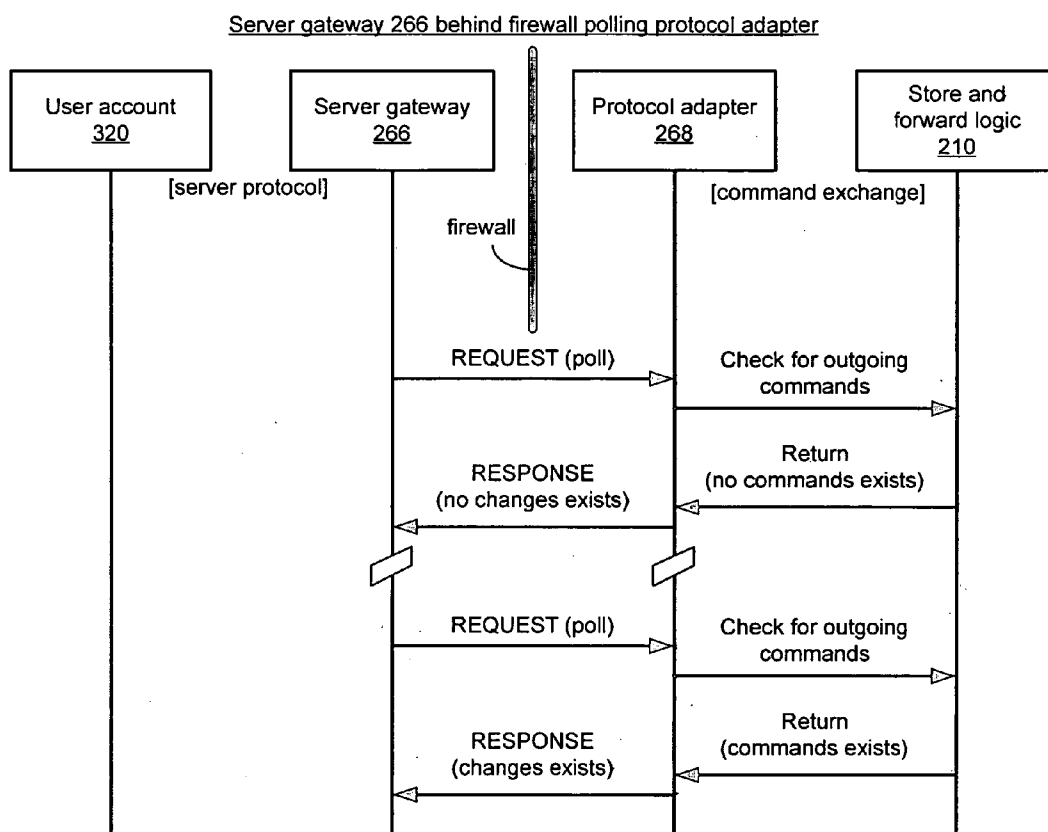 Server gateway 266 behind firewall polling protocol adapter
User account
320
Server gateway
266
Protocol adapter
268
Store and
forward logic
210
[server protocol]
[command exchange]
firewall
REQUEST (poll)
Check for outgoing
commands
Return
(no commands exists)
RESPONSE
(no changes exists)
REQUEST (poll)
Check for outgoing
commands
Return
(commands exists)
RESPONSE
(changes exists)